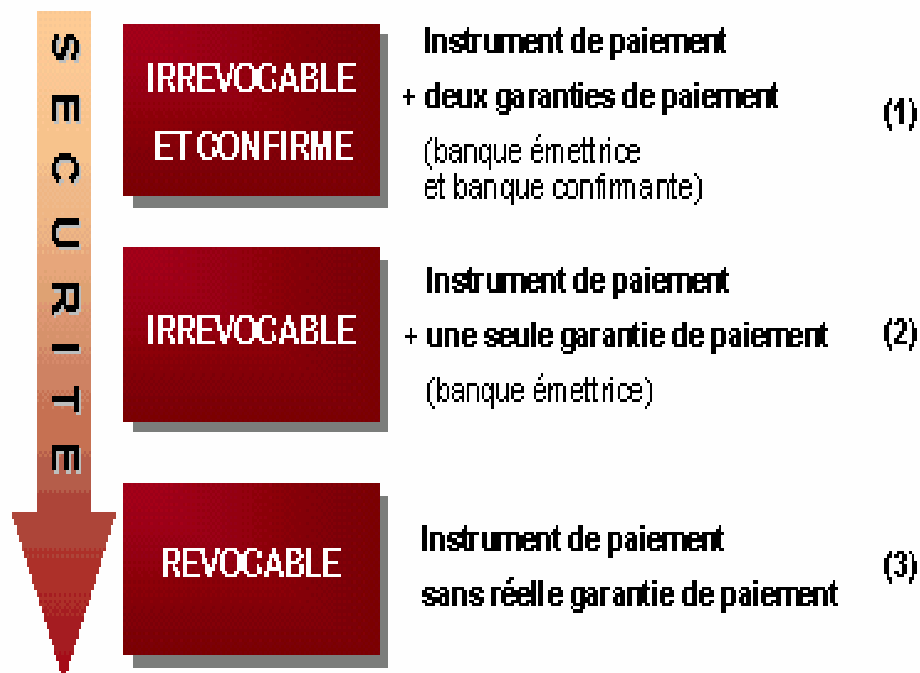 SECURITE
IRREVOCABLE
ET CONFIRME
Instrument de paiement
+ deux garanties de paiement
(banque émettrice
et banque confirmante)
(1)
IRREVOCABLE
Instrument de paiement
+ une seule garantie de paiement
(banque émettrice)
(2)
REVOCABLE
Instrument de paiement
sans réelle garantie de paiement
(3)